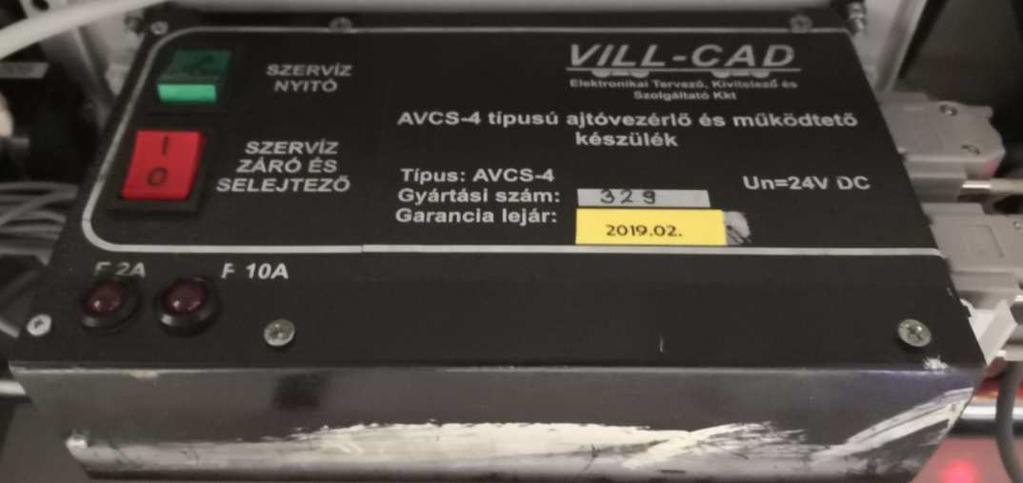 SZERVÍZ
NYITÓ
I
O
SZERVÍZ
ZÁRÓ ÉS
SELEJTEZŐ
VILL-CAD
Elektronikai Tervező, Kivitelező és
Szolgáltató Kkt
AVCS-4 típusú ajtóvezérlő és működtető
készülék
Típus: AVCS-4
Un=24V DC
Gyártási szám: 329
Garancia lejár: 2019.02.
F 2A
F 10A